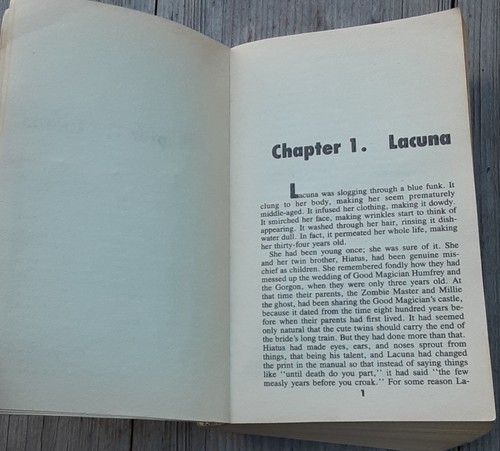 Chapter 1. Lacuna
Lacuna was slogging through a blue funk. It
clung to her body, making her seem prematurely
middle-aged. It infused her clothing, making it dowdy.
It smirched her face, making wrinkles start to think of
appearing. It washed through her hair, rinsing it dish-
water dull. In fact, it permeated her whole life, making
her thirty-four years old.
She had been young once; she was sure of it. She
and her twin brother, Hiatus, had been genuine mis-
chief as children. She remembered fondly how they had
messed up the wedding of Good Magician Humfrey and
the Gorgon, when they were only three years old. At
that time their parents, the Zombie Master and Millie
the ghost, had been sharing the Good Magician's castle,
because it dated from the time eight hundred years be-
fore when their parents had first lived. It had seemed
only natural that the cute twins should carry the end of
the bride's long train. But they had done more than that.
Hiatus had made eyes, ears, and noses sprout from
things, that being his talent, and Lacuna had changed
the print in the manual so that instead of saying things
like "until death do you part," it had said "the few
measly years before you croak." For some reason La-
1